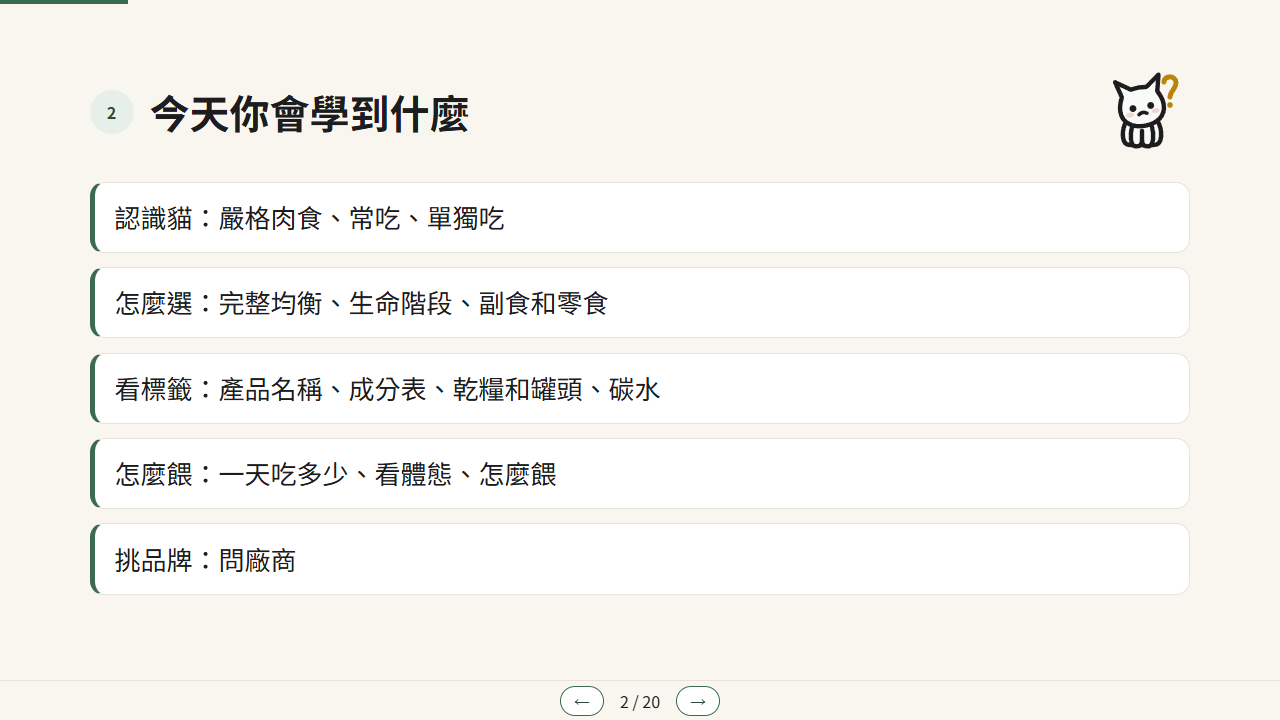 2
今天你會學到什麼
?
認識貓：嚴格肉食、常吃、單獨吃
怎麼選：完整均衡、生命階段、副食和零食
看標籤：產品名稱、成分表、乾糧和罐頭、碳水
怎麼餵：一天吃多少、看體態、怎麼餵
挑品牌：問廠商
← 2 / 20 →